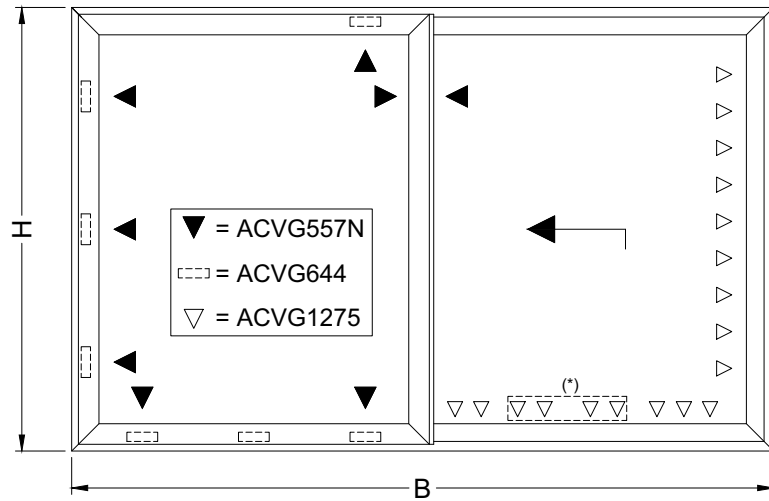 H
= ACVG557N
= ACVG644
= ACVG1275
(*)
B